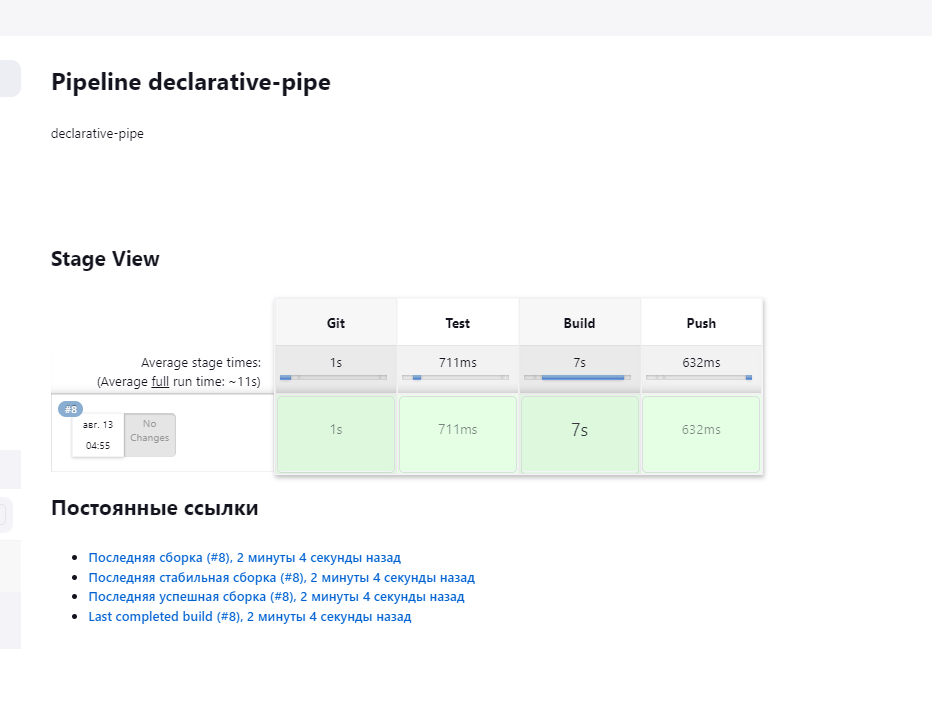 Pipeline declarative-pipe
declarative-pipe
Stage View
Git Test Build Push
Average stage times: 1s 711ms 7s 632ms
(Average full run time: ~11s)
#8
авг. 13 No
Changes
04:55
1s 711ms 7s 632ms
Постоянные ссылки
Последняя сборка (#8), 2 минуты 4 секунды назад
Последняя стабильная сборка (#8), 2 минуты 4 секунды назад
Последняя успешная сборка (#8), 2 минуты 4 секунды назад
Last completed build (#8), 2 минуты 4 секунды назад